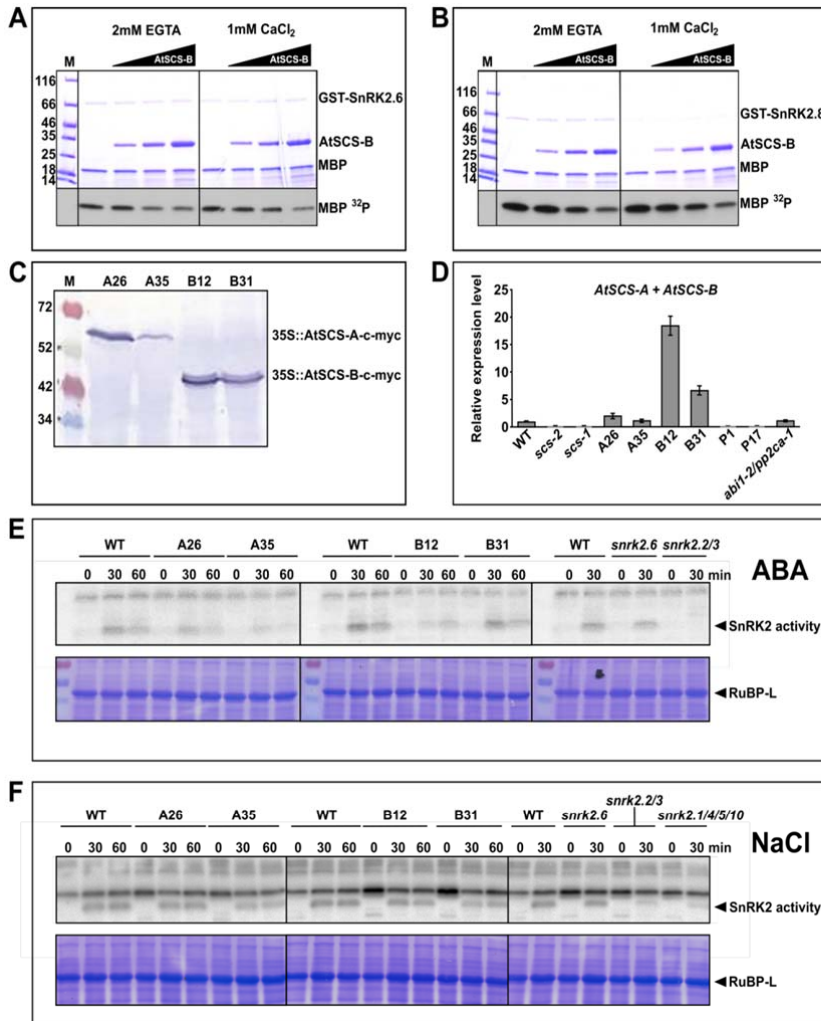 A
2mM EGTA 1mM CaCl₂
M AtSCS-B AtSCS-B
116
66
46
35
25
18
14
GST-SnRK2.6
AtSCS-B
MBP
MBP ³²P
B
2mM EGTA 1mM CaCl₂
M AtSCS-B AtSCS-B
116
66
46
35
25
18
14
GST-SnRK2.8
AtSCS-B
MBP
MBP ³²P
C
M A26 A35 B12 B31
72
52
42
34
35S::AtSCS-A-c-myc
35S::AtSCS-B-c-myc
D
AtSCS-A + AtSCS-B
Relative expression level
25
20
15
10
5
0
WT scs-2 scs-1 A26 A35 B12 B31 P1 P17 abi1-2/pp2ca-1
E
WT A26 A35 WT B12 B31 WT snrk2.6 snrk2.2/3
0 30 60 0 30 60 0 30 60 0 30 60 0 30 60 0 30 60 0 30 0 30 0 30 min
ABA
SnRK2 activity
RuBP-L
F
snrk2.2/3
WT A26 A35 WT B12 B31 WT snrk2.6 snrk2.1/4/5/10
0 30 60 0 30 60 0 30 60 0 30 60 0 30 60 0 30 60 0 30 0 30 0 30 0 30 min
NaCl
SnRK2 activity
RuBP-L